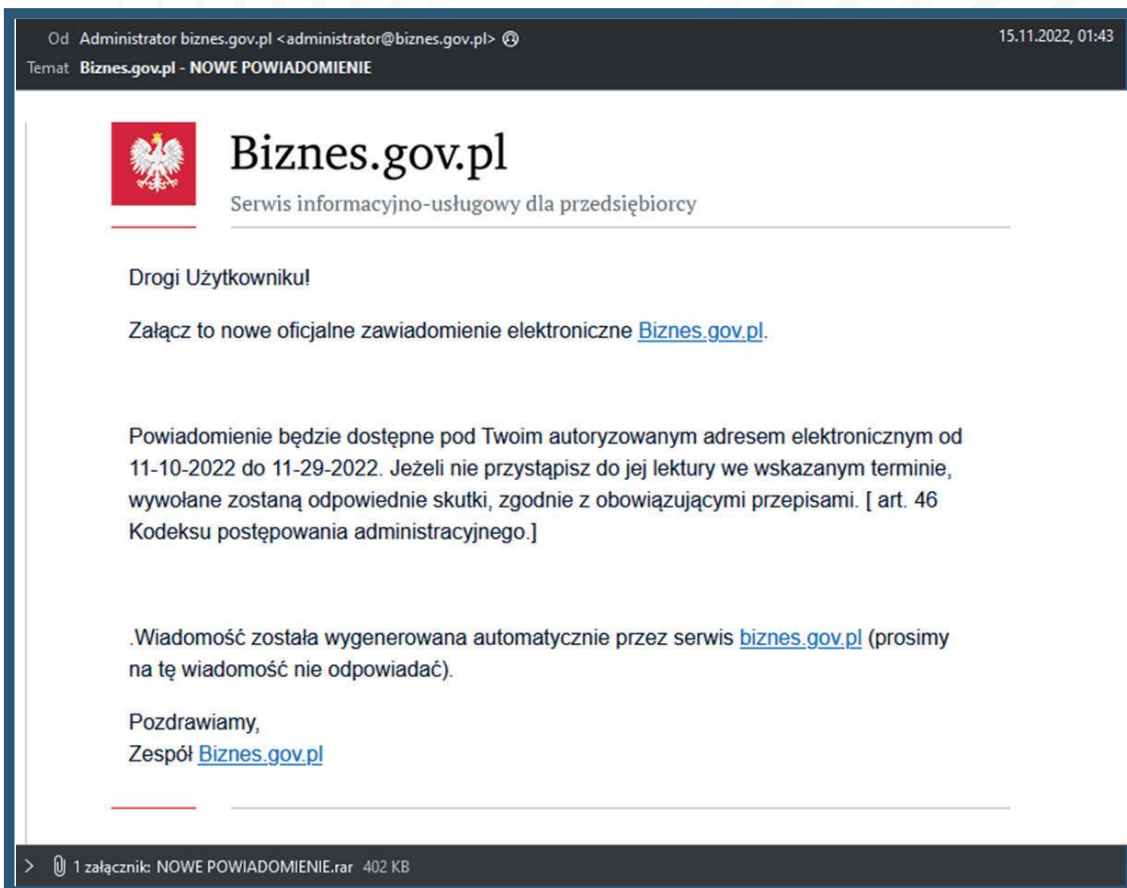 Od Administrator biznes.gov.pl <administrator@biznes.gov.pl> 15.11.2022, 01:43
Temat Biznes.gov.pl - NOWE POWIADOMIENIE
Biznes.gov.pl
Serwis informacyjno-usługowy dla przedsiębiorcy
Drogi Użytkowniku!
Załącz to nowe oficjalne zawiadomienie elektroniczne Biznes.gov.pl.
Powiadomienie będzie dostępne pod Twoim autoryzowanym adresem elektronicznym od
11-10-2022 do 11-29-2022. Jeżeli nie przystąpisz do jej lektury we wskazanym terminie,
wywołane zostaną odpowiednie skutki, zgodnie z obowiązującymi przepisami. [ art. 46
Kodeksu postępowania administracyjnego.]
.Wiadomość została wygenerowana automatycznie przez serwis biznes.gov.pl (prosimy
na tę wiadomość nie odpowiadać).
Pozdrawiamy,
Zespół Biznes.gov.pl
1 załącznik: NOWE POWIADOMIENIE.rar 402 KB